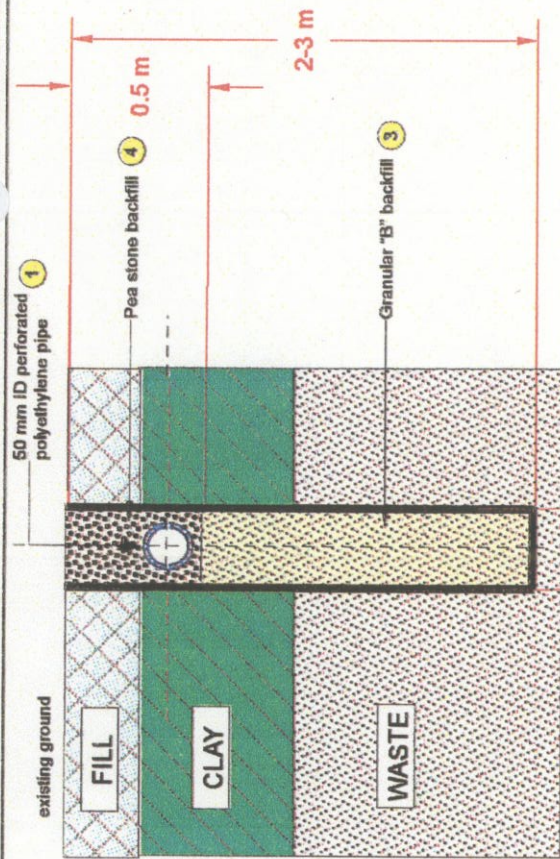 50 mm ID perforated
polyethylene pipe
1
Pea stone backfill 4
0.5 m
2-3 m
existing ground
FILL
CLAY
WASTE
Granular "B" backfill 3